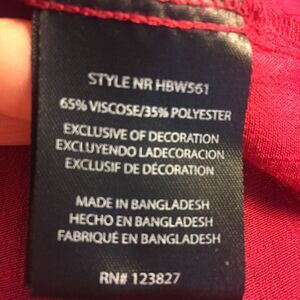 STYLE NR HBW561
65% VISCOSE/35% POLYESTER
EXCLUSIVE OF DECORATION
EXCLUYENDO LADECORACION
EXCLUSIF DE DÉCORATION
MADE IN BANGLADESH
HECHO EN BANGLADESH
FABRIQUÉ EN BANGLADESH
RN# 123827